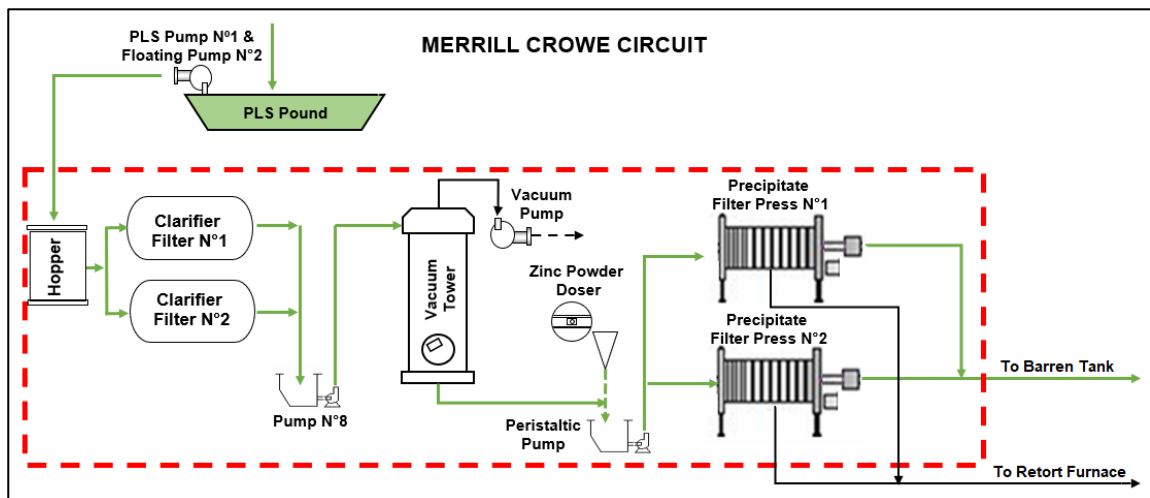 PLS Pump Nº1 &
Floating Pump N°2
MERRILL CROWE CIRCUIT
PLS Pound
Hopper
Clarifier
Filter N°1
Clarifier
Filter N°2
Pump N°8
Vacuum
Tower
Vacuum
Pump
Zinc Powder
Doser
Peristaltic
Pump
Precipitate
Filter Press N°1
Precipitate
Filter Press N°2
To Barren Tank
To Retort Furnace